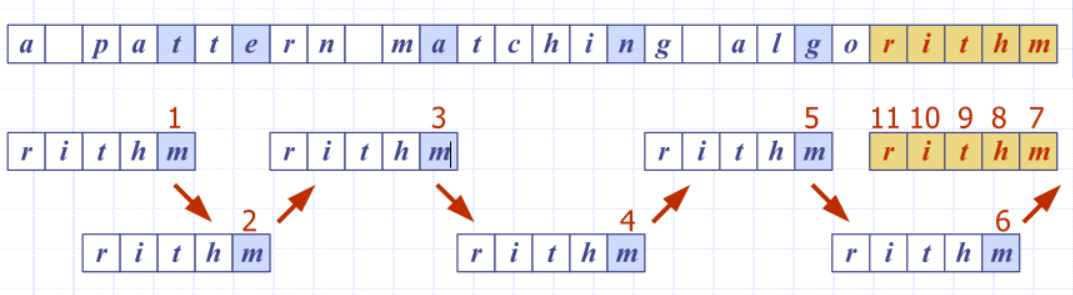 a pattern matching algorithm
1 3 5 11 10 9 8 7
rithm rithm rithm rithm
2 4 6
rithm rithm rithm